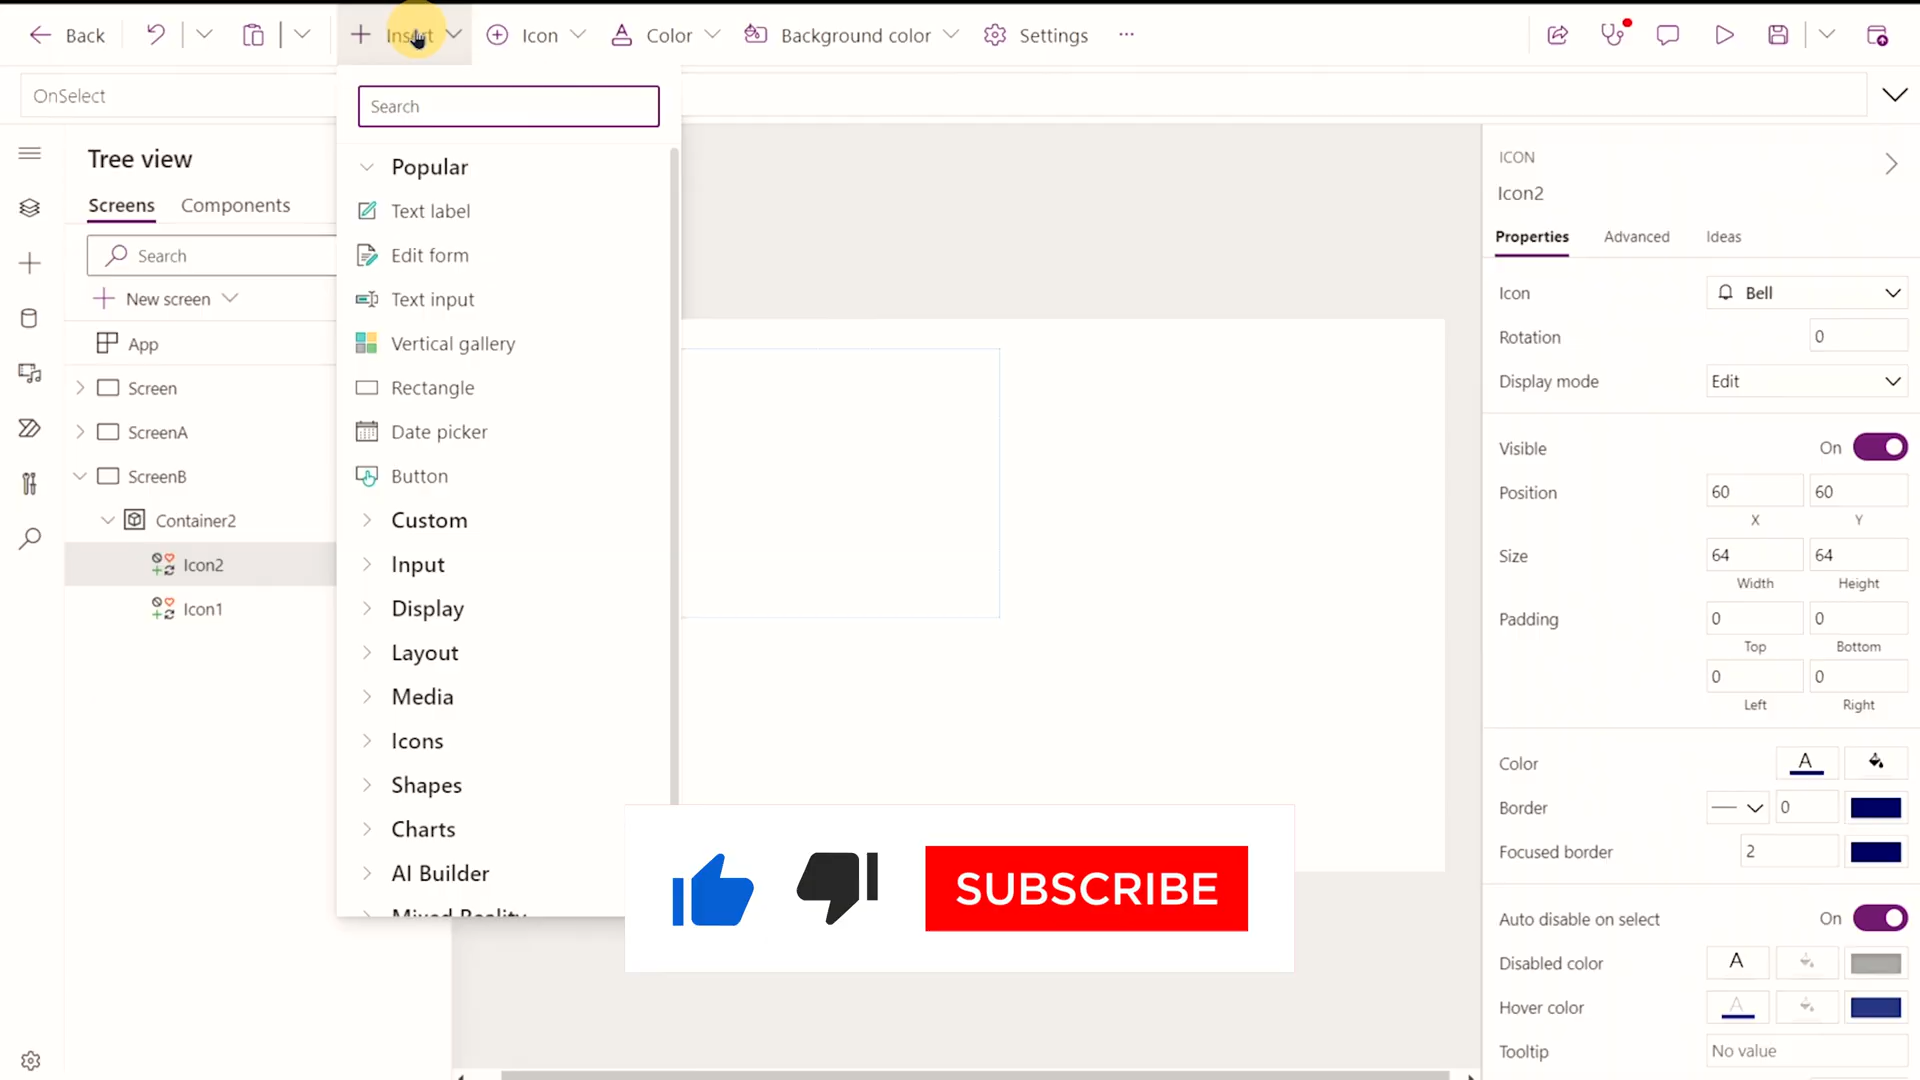 Back
Insert
Icon
Color
Background color
Settings
OnSelect
Search
Popular
Text label
Edit form
Text input
Vertical gallery
Rectangle
Date picker
Button
Custom
Input
Display
Layout
Media
Icons
Shapes
Charts
AI Builder
Mixed Reality
Tree view
Screens
Components
Search
New screen
App
Screen
ScreenA
ScreenB
Container2
Icon2
Icon1
SUBSCRIBE
ICON
Icon2
Properties
Advanced
Ideas
Icon
Bell
Rotation
0
Display mode
Edit
Visible
On
Position
60
60
X
Y
Size
64
64
Width
Height
Padding
0
0
Top
Bottom
0
0
Left
Right
Color
A
Border
0
Focused border
2
Auto disable on select
On
Disabled color
A
Hover color
A
Tooltip
No value